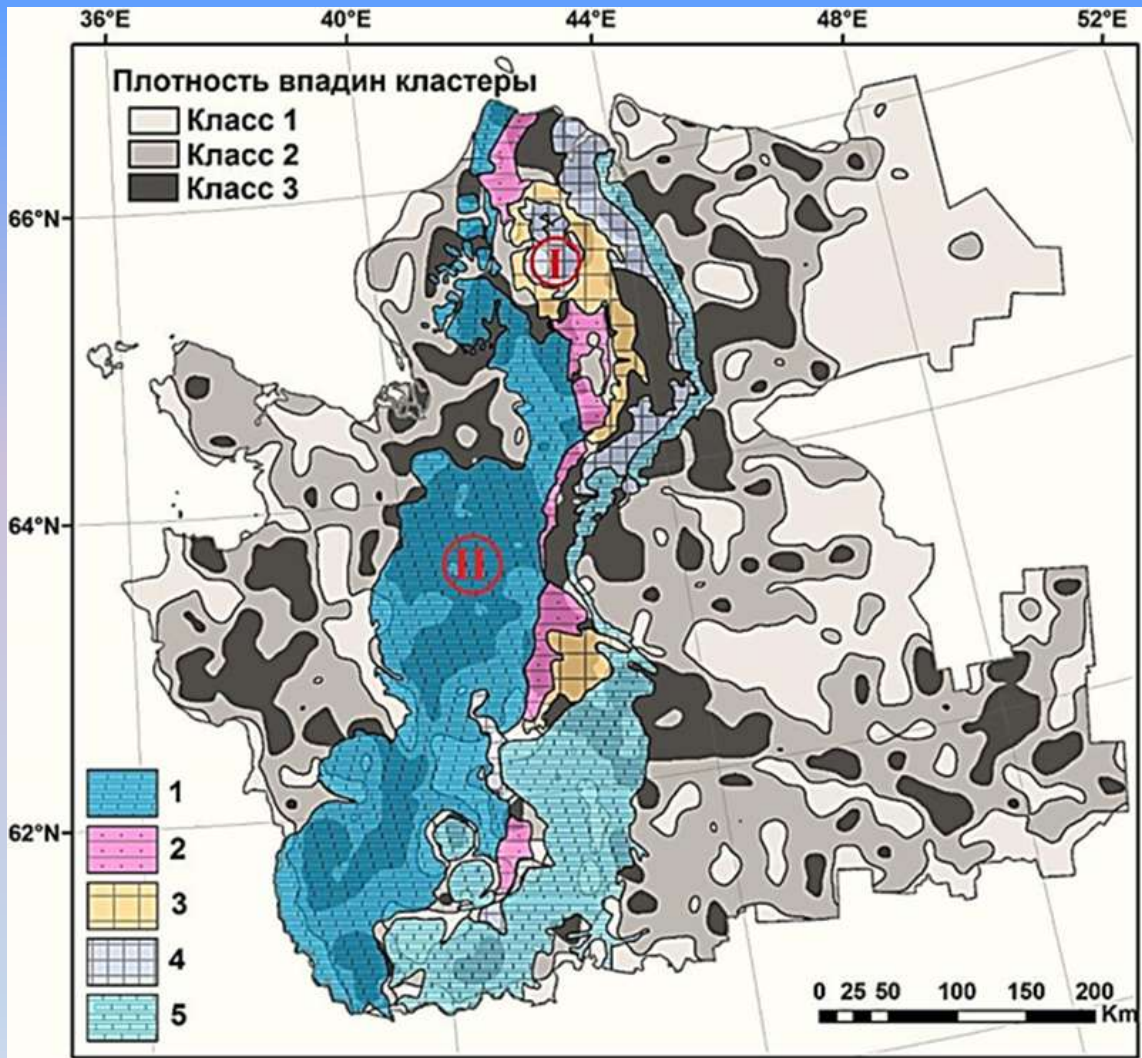 36°E 40°E 44°E 48°E 52°E
Плотность впадин кластеры
Класс 1
Класс 2
Класс 3
66°N
I
64°N
II
1
62°N
2
3
4
5
0 25 50 100 150 200
Km